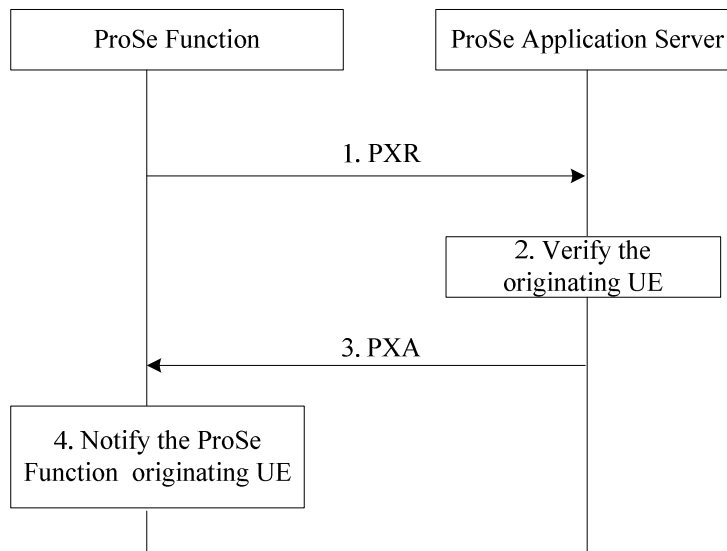 ProSe Function
ProSe Application Server
1. PXR
2. Verify the
originating UE
3. PXA
4. Notify the ProSe
Function originating UE